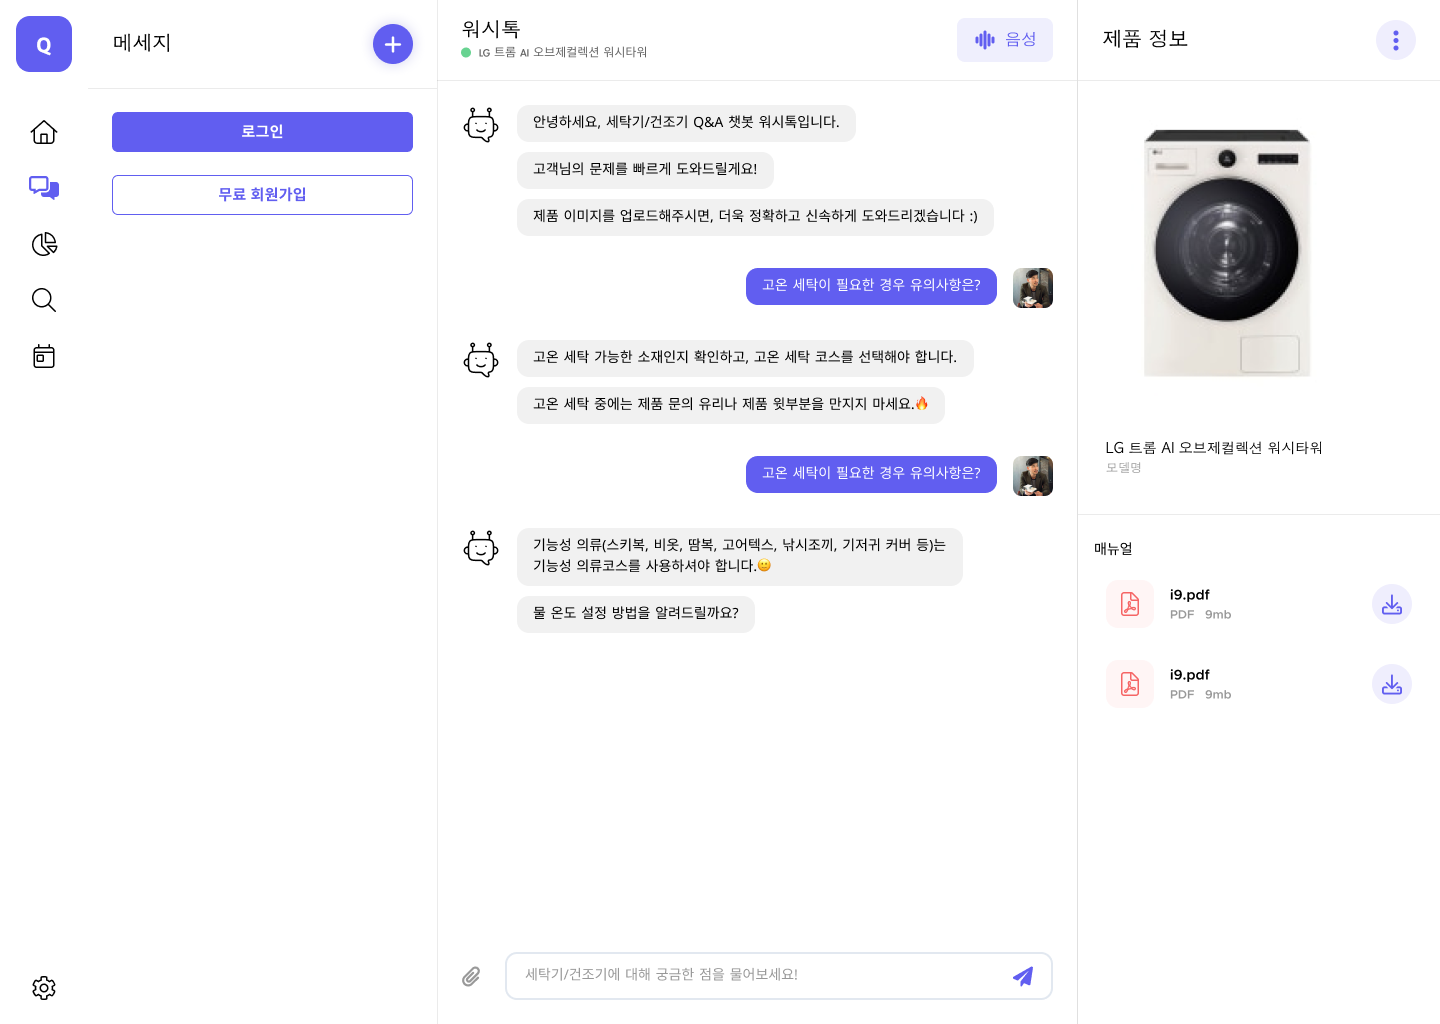 Q
메세지
로그인
무료 회원가입
워시톡
LG 트롬 AI 오브제컬렉션 워시타워
음성
안녕하세요, 세탁기/건조기 Q&A 챗봇 워시톡입니다.
고객님의 문제를 빠르게 도와드릴게요!
제품 이미지를 업로드해주시면, 더욱 정확하고 신속하게 도와드리겠습니다 :)
고온 세탁이 필요한 경우 유의사항은?
고온 세탁 가능한 소재인지 확인하고, 고온 세탁 코스를 선택해야 합니다.
고온 세탁 중에는 제품 문의 유리나 제품 윗부분을 만지지 마세요.🔥
고온 세탁이 필요한 경우 유의사항은?
기능성 의류(스키복, 비옷, 땀복, 고어텍스, 낚시조끼, 기저귀 커버 등)는
기능성 의류코스를 사용하셔야 합니다.🙂
물 온도 설정 방법을 알려드릴까요?
세탁기/건조기에 대해 궁금한 점을 물어보세요!
제품 정보
LG 트롬 AI 오브제컬렉션 워시타워
모델명
매뉴얼
i9.pdf
PDF 9mb
i9.pdf
PDF 9mb